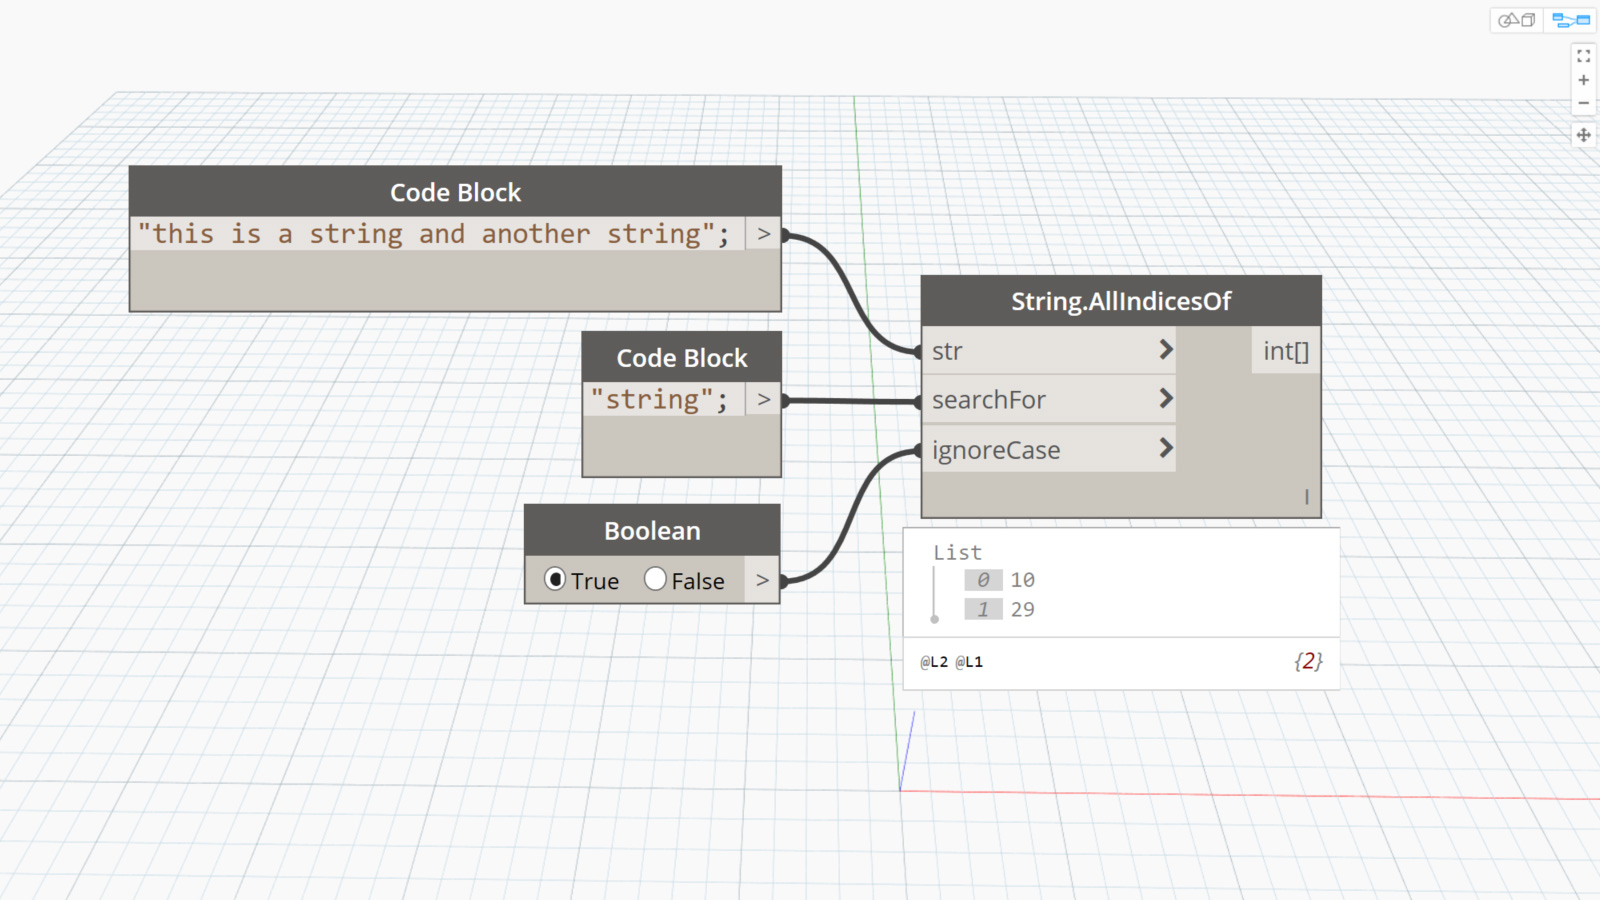 Code Block
"this is a string and another string"; >
Code Block
"string"; >
Boolean
True False >
String.AllIndicesOf
str int[]
searchFor
ignoreCase
l
List
0 10
1 29
@L2 @L1 {2}